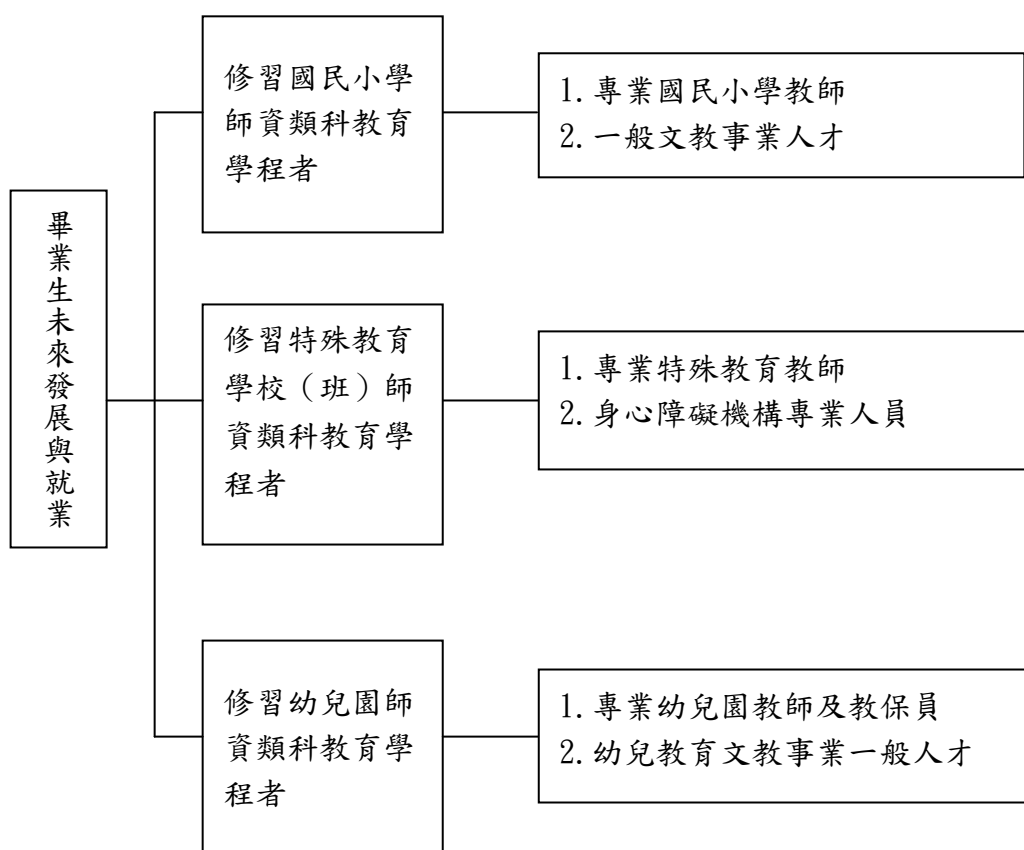 畢業生未來發展與就業
修習國民小學
師資類科教育
學程者
1.專業國民小學教師
2.一般文教事業人才
修習特殊教育
學校（班）師
資類科教育學
程者
1.專業特殊教育教師
2.身心障礙機構專業人員
修習幼兒園師
資類科教育學
程者
1.專業幼兒園教師及教保員
2.幼兒教育文教事業一般人才